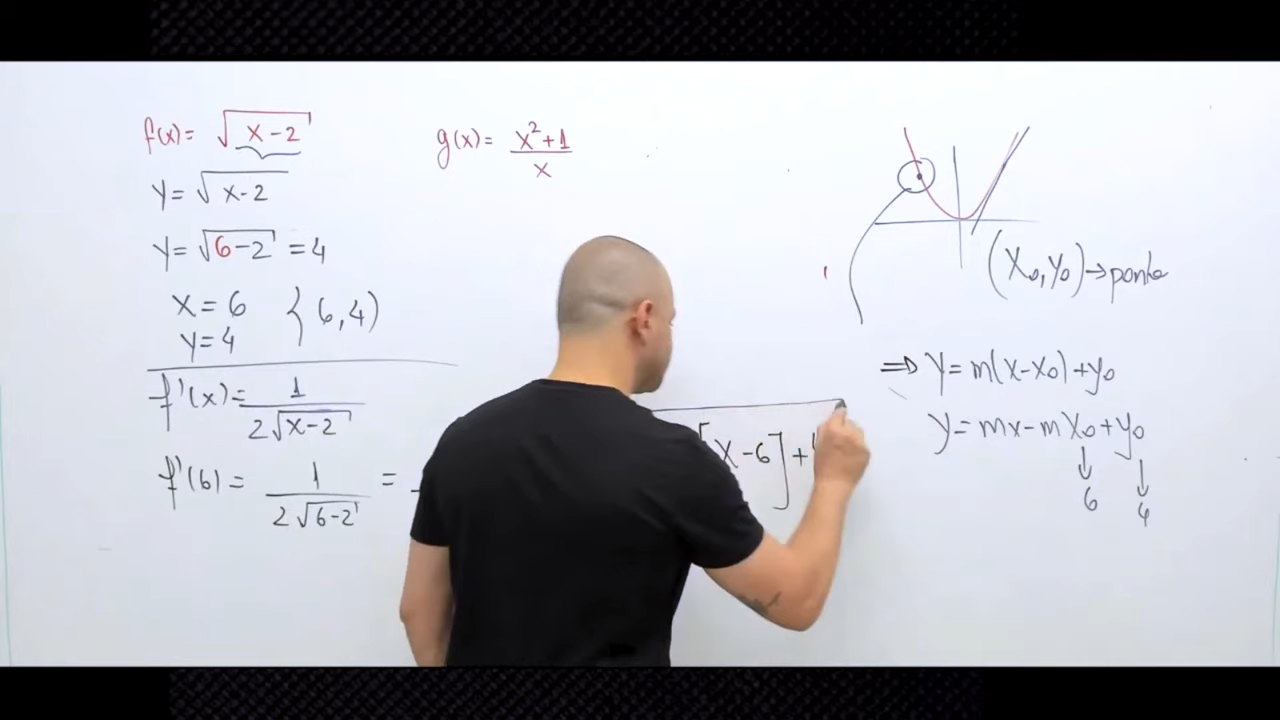 f(x)= √x-2
y= √x-2
y= √6-2 =4
x=6 (6,4)
y=4
f'(x)= 1/2√x-2
f'(6)= 1/2√6-2 =
g(x)= x²+1/x
[x-6]+
(x₀,y₀)→ponto
⇒ y=m(x-x₀)+y₀
y=mx-mx₀+y₀
↓ ↓
6 4